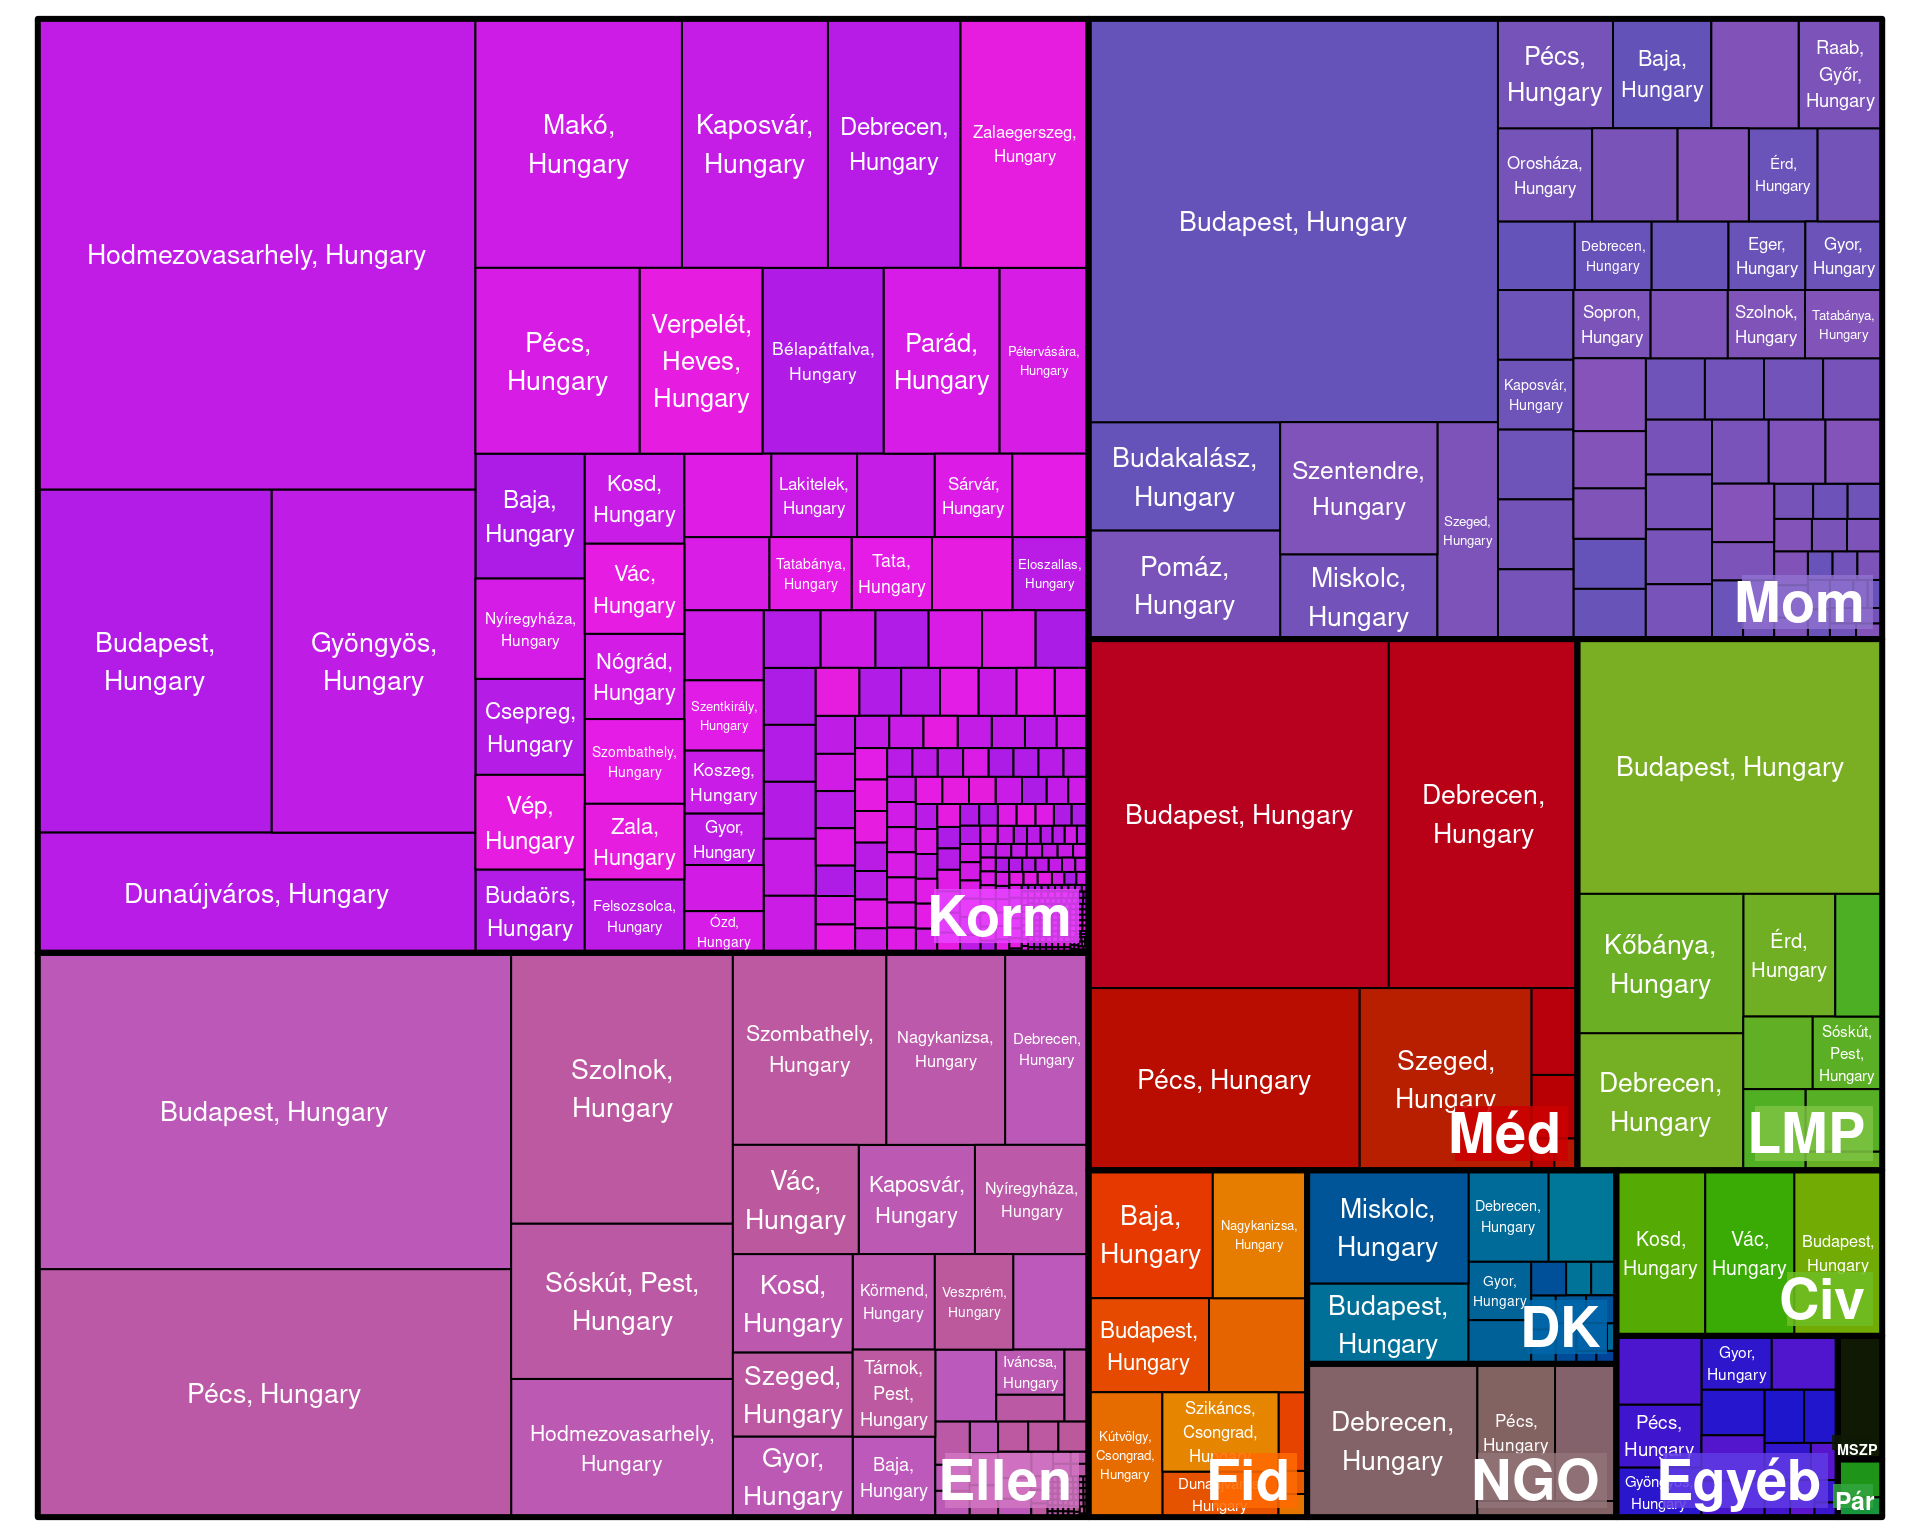 Hodmezovasarhely, Hungary
Makó,
Hungary
Kaposvár,
Hungary
Debrecen,
Hungary
Zalaegerszeg,
Hungary
Pécs,
Hungary
Verpelét,
Heves,
Hungary
Bélapátfalva,
Hungary
Parád,
Hungary
Pétervására,
Hungary
Budapest,
Hungary
Gyöngyös,
Hungary
Dunaújváros, Hungary
Baja,
Hungary
Nyíregyháza,
Hungary
Csepreg,
Hungary
Vép,
Hungary
Budaörs,
Hungary
Kosd,
Hungary
Vác,
Hungary
Nógrád,
Hungary
Szombathely,
Hungary
Zala,
Hungary
Felsozsolca,
Hungary
Lakitelek,
Hungary
Sárvár,
Hungary
Tatabánya,
Hungary
Tata,
Hungary
Eloszallas,
Hungary
Szentkirály,
Hungary
Koszeg,
Hungary
Gyor,
Hungary
Ózd,
Hungary
Korm
Budapest, Hungary
Pécs,
Hungary
Baja,
Hungary
Raab,
Győr,
Hungary
Orosháza,
Hungary
Érd,
Hungary
Debrecen,
Hungary
Eger,
Hungary
Gyor,
Hungary
Sopron,
Hungary
Szolnok,
Hungary
Tatabánya,
Hungary
Kaposvár,
Hungary
Budakalász,
Hungary
Pomáz,
Hungary
Szentendre,
Hungary
Miskolc,
Hungary
Szeged,
Hungary
Mom
Budapest, Hungary
Pécs, Hungary
Szolnok,
Hungary
Sóskút, Pest,
Hungary
Hodmezovasarhely,
Hungary
Szombathely,
Hungary
Nagykanizsa,
Hungary
Debrecen,
Hungary
Vác,
Hungary
Kaposvár,
Hungary
Nyíregyháza,
Hungary
Kosd,
Hungary
Szeged,
Hungary
Gyor,
Hungary
Körmend,
Hungary
Veszprém,
Hungary
Tárnok,
Pest,
Hungary
Iváncsa,
Hungary
Baja,
Hungary
Ellen
Budapest, Hungary
Debrecen,
Hungary
Pécs, Hungary
Szeged,
Hungary
Méd
Budapest, Hungary
Kőbánya,
Hungary
Érd,
Hungary
Debrecen,
Hungary
Sóskút,
Pest,
Hungary
LMP
Baja,
Hungary
Nagykanizsa,
Hungary
Budapest,
Hungary
Kútvölgy,
Csongrad,
Hungary
Szikáncs,
Csongrad,
Fid
Miskolc,
Hungary
Debrecen,
Hungary
Budapest,
Hungary
Gyor,
Hungary
DK
Kosd,
Hungary
Vác,
Hungary
Budapest,
Hungary
Civ
Debrecen,
Hungary
Pécs,
Hungary
NGO
Gyor,
Hungary
Pécs,
Hungary
Egyéb
MSZP
Pár